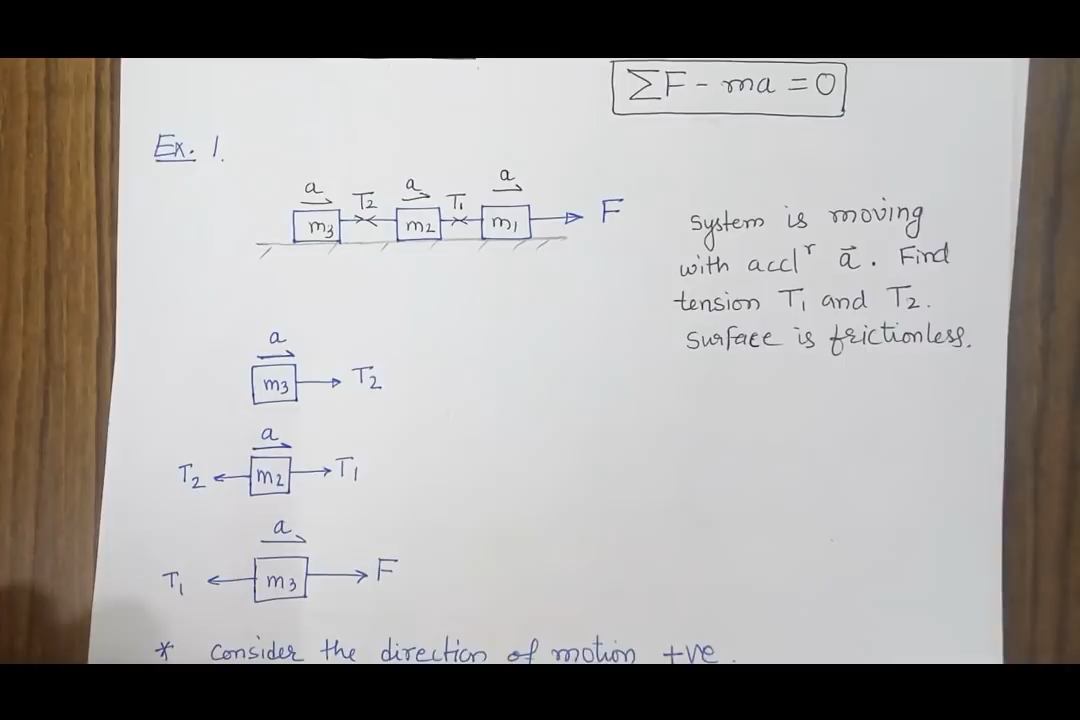 ΣF - ma = 0
Ex. 1.
a a a
T2 T1
m3 m2 m1 F
system is moving
with acclʳ a⃗. Find
tension T1 and T2.
surface is frictionless.
a
m3 T2
a
T2 m2 T1
a
T1 m3 F
* consider the direction of motion +ve.